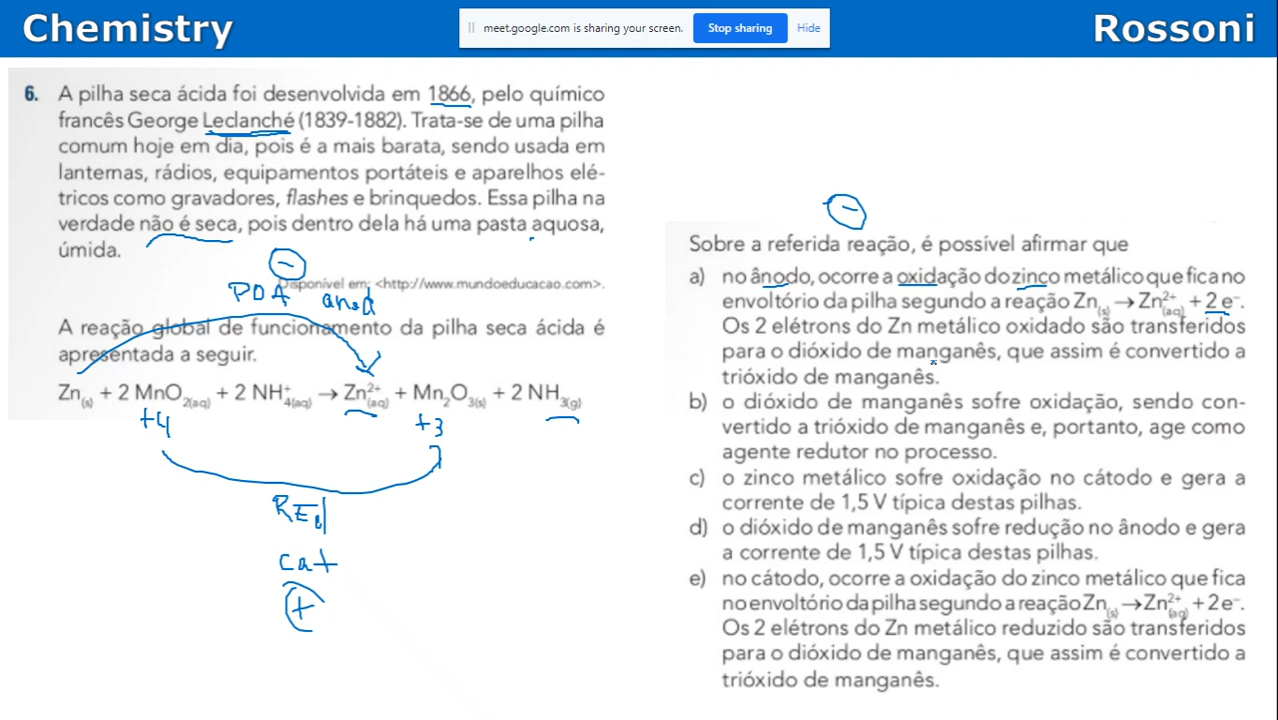 Chemistry
meet.google.com is sharing your screen. Stop sharing Hide
Rossoni
6. A pilha seca ácida foi desenvolvida em 1866, pelo químico
francês George Leclanché (1839-1882). Trata-se de uma pilha
comum hoje em dia, pois é a mais barata, sendo usada em
lanternas, rádios, equipamentos portáteis e aparelhos elé-
tricos como gravadores, flashes e brinquedos. Essa pilha na
verdade não é seca, pois dentro dela há uma pasta aquosa,
úmida.
−
Disponível em: <http://www.mundoeducacao.com>.
POA anod
A reação global de funcionamento da pilha seca ácida é
apresentada a seguir.
Zn(s) + 2 MnO2(aq) + 2 NH4(aq)+ → Zn(aq)2+ + Mn2O3(s) + 2 NH3(g)
+4 +3
REd
cat
+
−
Sobre a referida reação, é possível afirmar que
a) no ânodo, ocorre a oxidação do zinco metálico que fica no
envoltório da pilha segundo a reação Zn(s) → Zn(aq)2+ + 2 e−.
Os 2 elétrons do Zn metálico oxidado são transferidos
para o dióxido de manganês, que assim é convertido a
trióxido de manganês.
b) o dióxido de manganês sofre oxidação, sendo con-
vertido a trióxido de manganês e, portanto, age como
agente redutor no processo.
c) o zinco metálico sofre oxidação no cátodo e gera a
corrente de 1,5 V típica destas pilhas.
d) o dióxido de manganês sofre redução no ânodo e gera
a corrente de 1,5 V típica destas pilhas.
e) no cátodo, ocorre a oxidação do zinco metálico que fica
no envoltório da pilha segundo a reação Zn(s) → Zn(aq)2+ + 2e−.
Os 2 elétrons do Zn metálico reduzido são transferidos
para o dióxido de manganês, que assim é convertido a
trióxido de manganês.